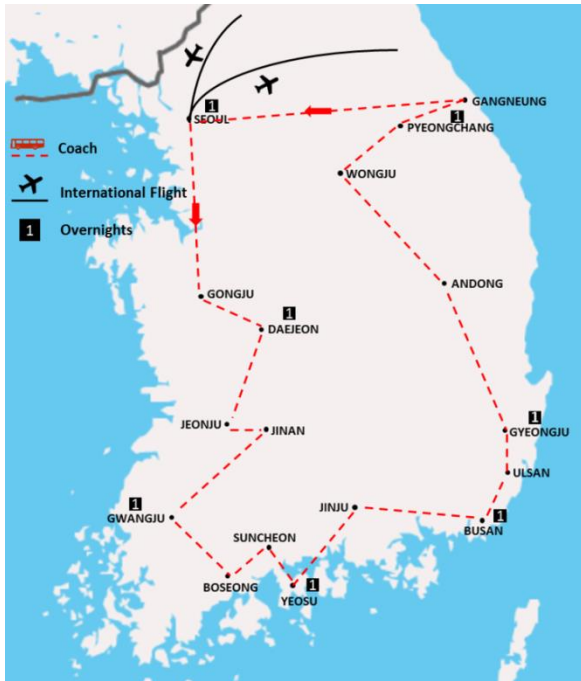 1
SEOUL
GANGNEUNG
1
PYEONGCHANG
Coach
WONGJU
International Flight
1 Overnights
ANDONG
GONGJU
1
DAEJEON
1
GYEONGJU
JEONJU
JINAN
ULSAN
1
GWANGJU
JINJU
1
BUSAN
SUNCHEON
BOSEONG
1
YEOSU